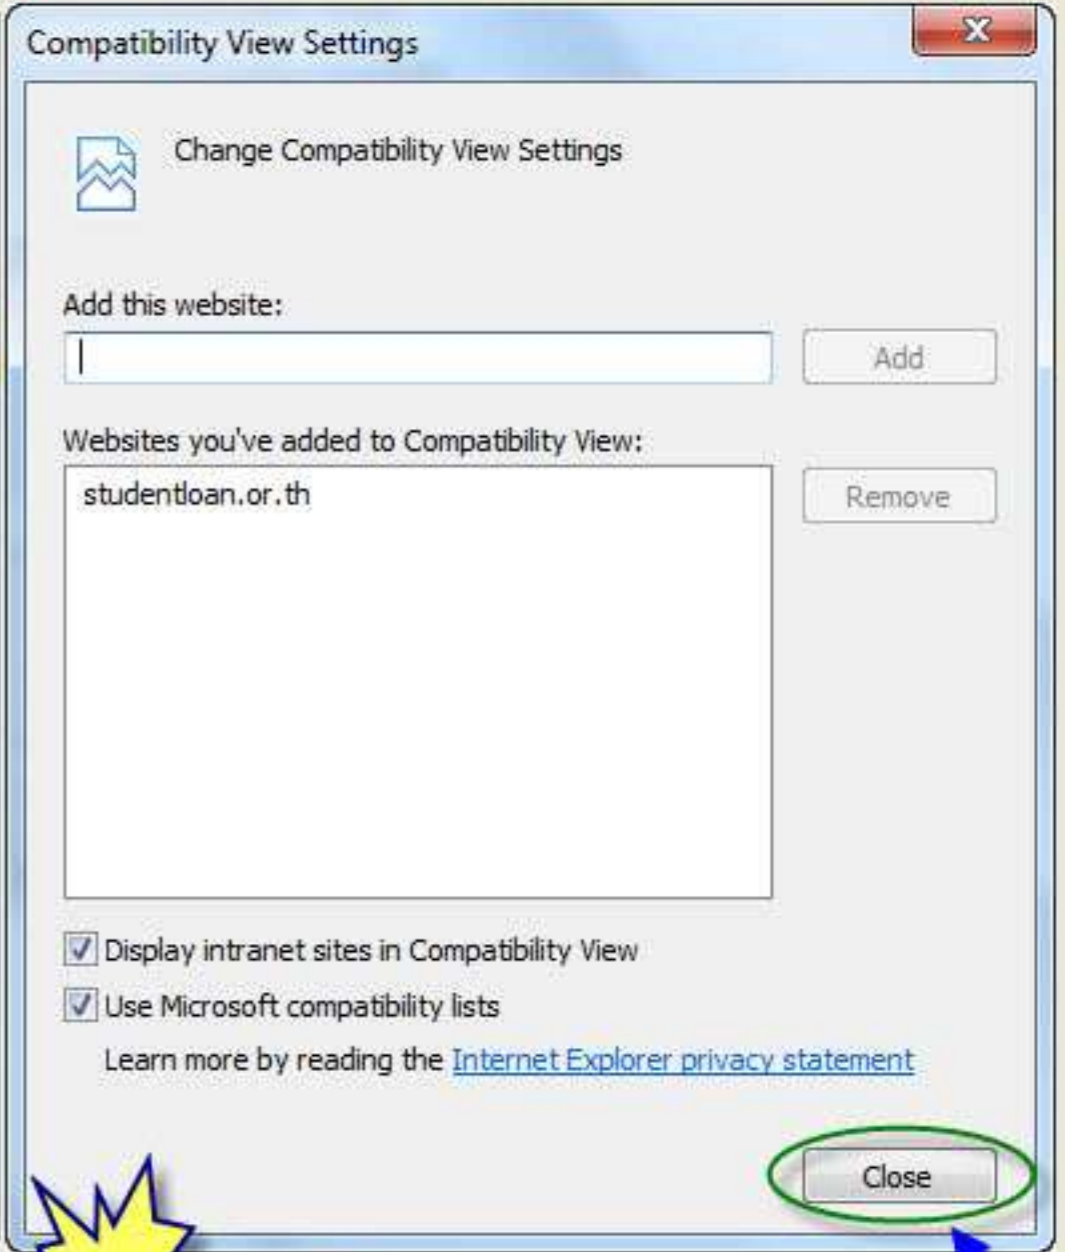 Compatibility View Settings
Change Compatibility View Settings
Add this website:
Add
Websites you've added to Compatibility View:
studentloan.or.th
Remove
Display intranet sites in Compatibility View
Use Microsoft compatibility lists
Learn more by reading the Internet Explorer privacy statement
Close